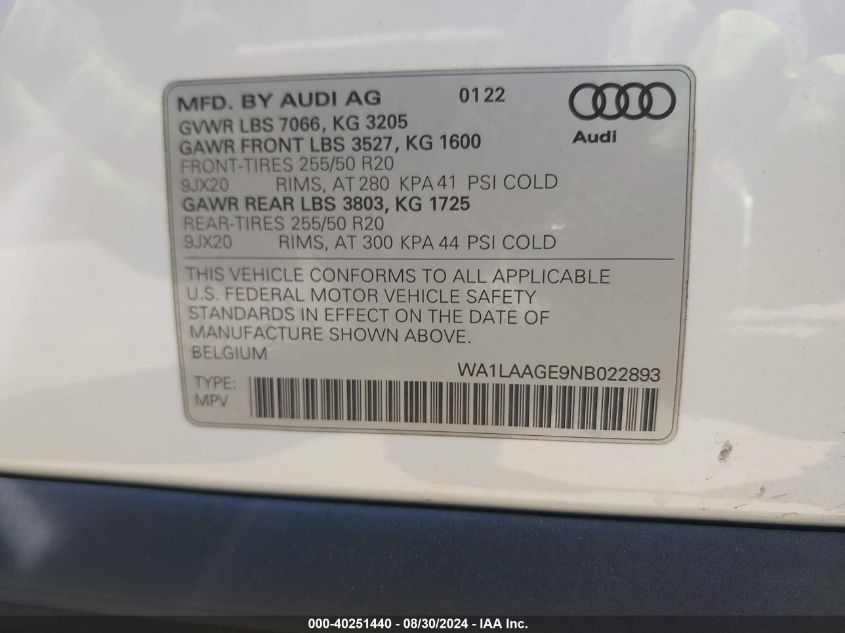 MFD. BY AUDI AG 0122
GVWR LBS 7066, KG 3205
GAWR FRONT LBS 3527, KG 1600
Audi
FRONT-TIRES 255/50 R20
9JX20 RIMS, AT 280 KPA 41 PSI COLD
GAWR REAR LBS 3803, KG 1725
REAR-TIRES 255/50 R20
9JX20 RIMS, AT 300 KPA 44 PSI COLD
THIS VEHICLE CONFORMS TO ALL APPLICABLE
U.S. FEDERAL MOTOR VEHICLE SAFETY
STANDARDS IN EFFECT ON THE DATE OF
MANUFACTURE SHOWN ABOVE.
BELGIUM
WA1LAAGE9NB022893
TYPE:
MPV
000-40251440 - 08/30/2024 - IAA Inc.